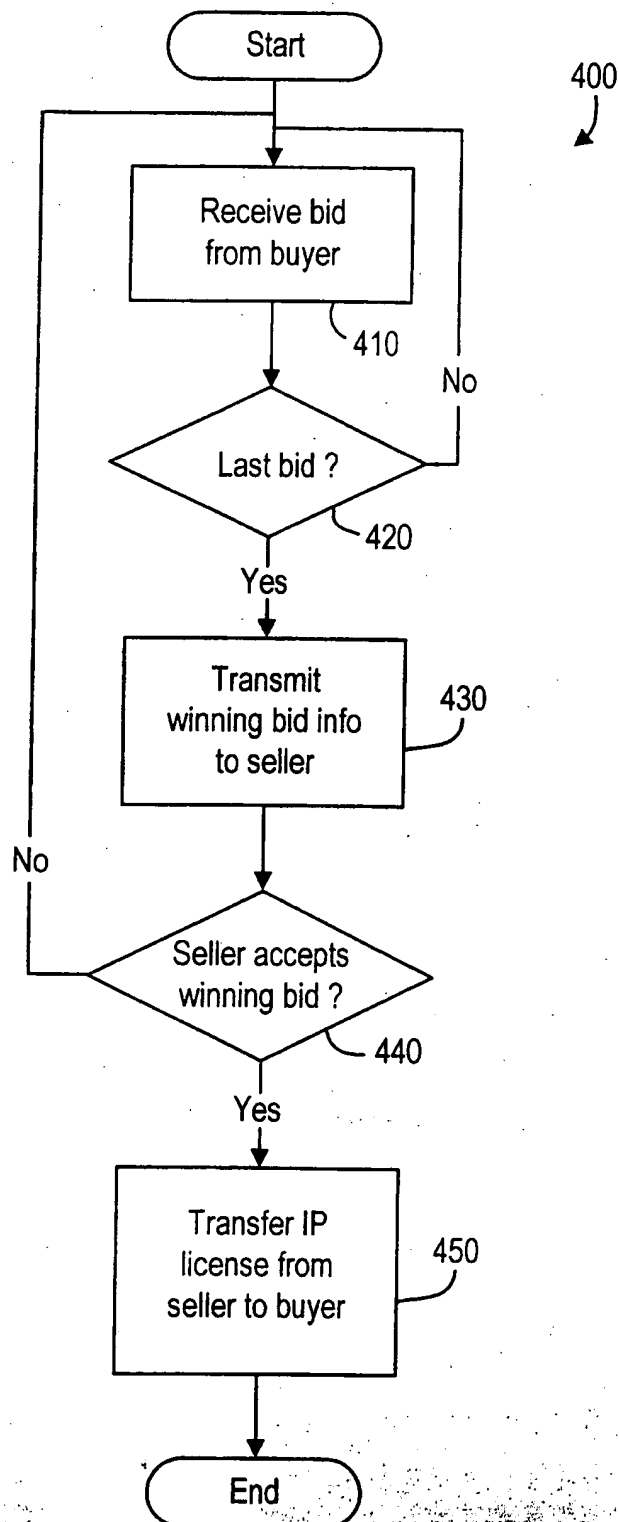 Start
400
Receive bid
from buyer
410
No
Last bid ?
420
Yes
Transmit
winning bid info
to seller
430
No
Seller accepts
winning bid ?
440
Yes
Transfer IP
license from
seller to buyer
450
End